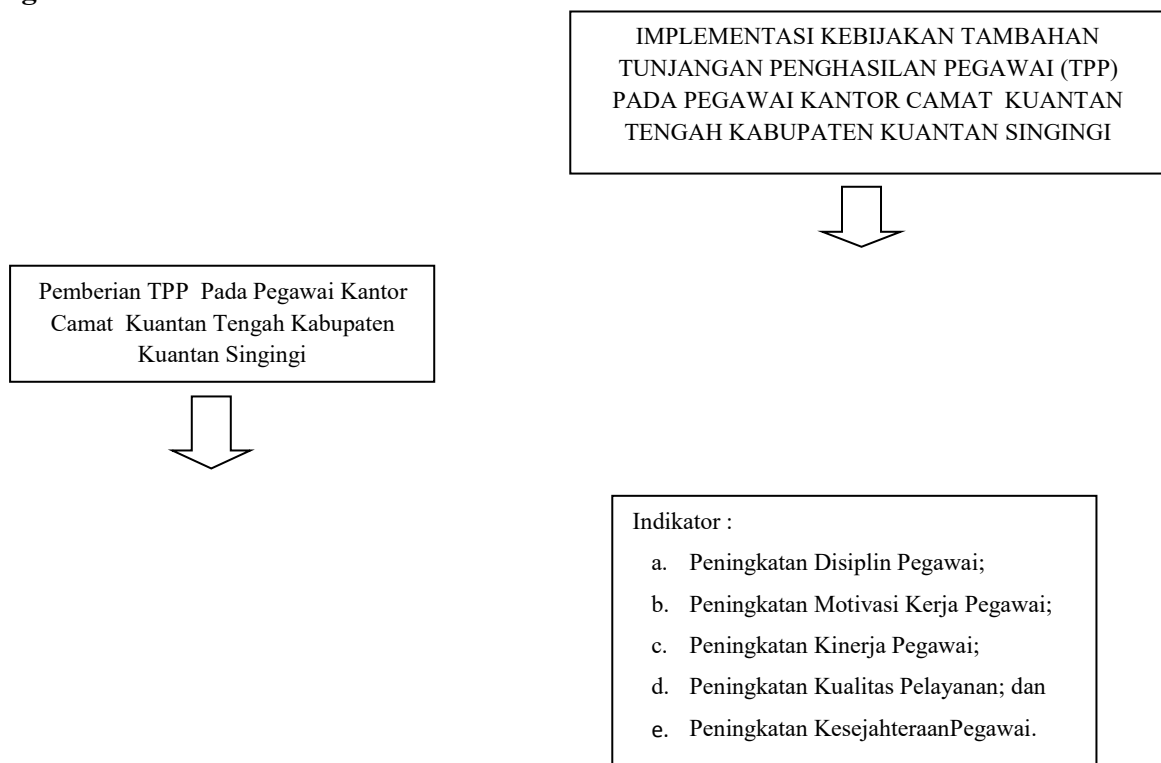 IMPLEMENTASI KEBIJAKAN TAMBAHAN
TUNJANGAN PENGHASILAN PEGAWAI (TPP)
PADA PEGAWAI KANTOR CAMAT KUANTAN
TENGAH KABUPATEN KUANTAN SINGINGI
Pemberian TPP Pada Pegawai Kantor
Camat Kuantan Tengah Kabupaten
Kuantan Singingi
Indikator :
a. Peningkatan Disiplin Pegawai;
b. Peningkatan Motivasi Kerja Pegawai;
c. Peningkatan Kinerja Pegawai;
d. Peningkatan Kualitas Pelayanan; dan
e. Peningkatan KesejahteraanPegawai.